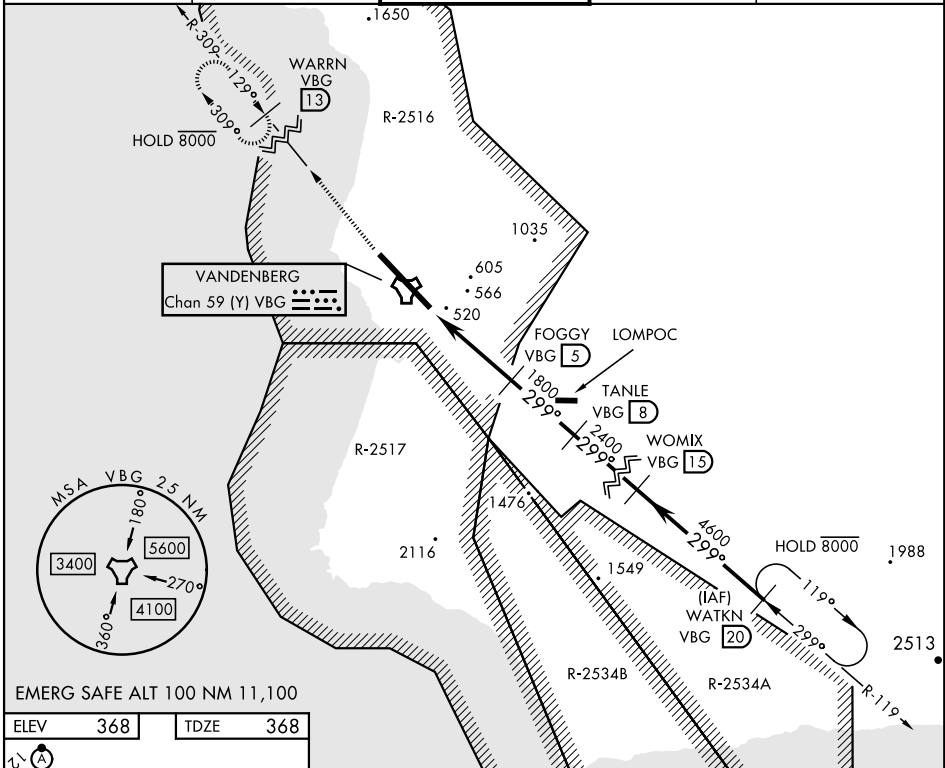 1650
R-309
WARRN
VBG
13
129°
309°
HOLD 8000
R-2516
1035
605
566
520
VANDENBERG
Chan 59 (Y) VBG
FOGGY
VBG 5
LOMPOC
1800
299°
TANLE
VBG 8
2400
299°
WOMIX
VBG 15
R-2517
1476
4600
299°
HOLD 8000
1988
119°
MSA VBG 25 NM
180°
3400
5600
270°
4100
360°
2116
1549
(IAF)
WATKN
VBG 20
299°
2513
R-2534B
R-2534A
R-119
EMERG SAFE ALT 100 NM 11,100
ELEV 368
TDZE 368
12
A